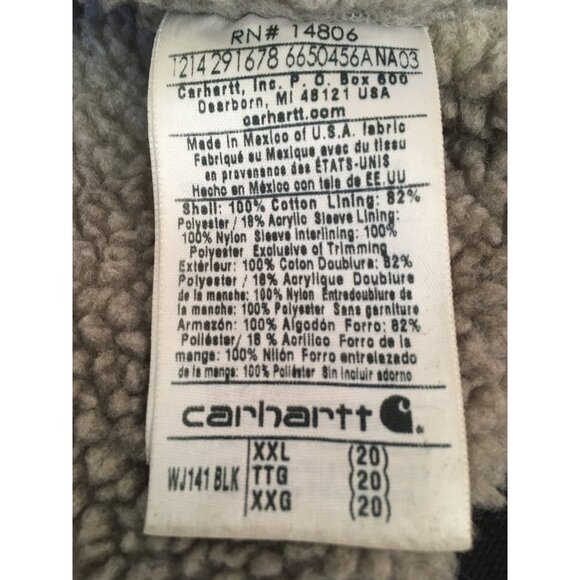 RN# 14806
1214 291678 6650456A NA 03
Carhartt, Inc. P. O. Box 600
Dearborn, MI 48121 USA
carhartt.com
Made in Mexico of U.S.A. fabric
Fabriqué au Mexique avec du tissu
en provenance des ÉTATS-UNIS
Hecho en México con tela de EE.UU
Shell: 100% Cotton Lining: 82%
Polyester / 18% Acrylic Sleeve Lining:
100% Nylon Sleeve Interlining: 100%
Polyester Exclusive of Trimming
Extérieur: 100% Coton Doublure: 82%
Polyester / 18% Acrylique Doublure
de la manche: 100% Nylon Entredoublure de
la manche: 100% Polyester Sans garniture
Armazón: 100% Algodón Forro: 82%
Poliéster / 18 % Acrílico Forro de la
manga: 100% Nilón Forro entrelazado
de la manga: 100% Poliéster Sin incluir adorno
carhartt
WJ141 BLK XXL (20)
TTG (20)
XXG (20)